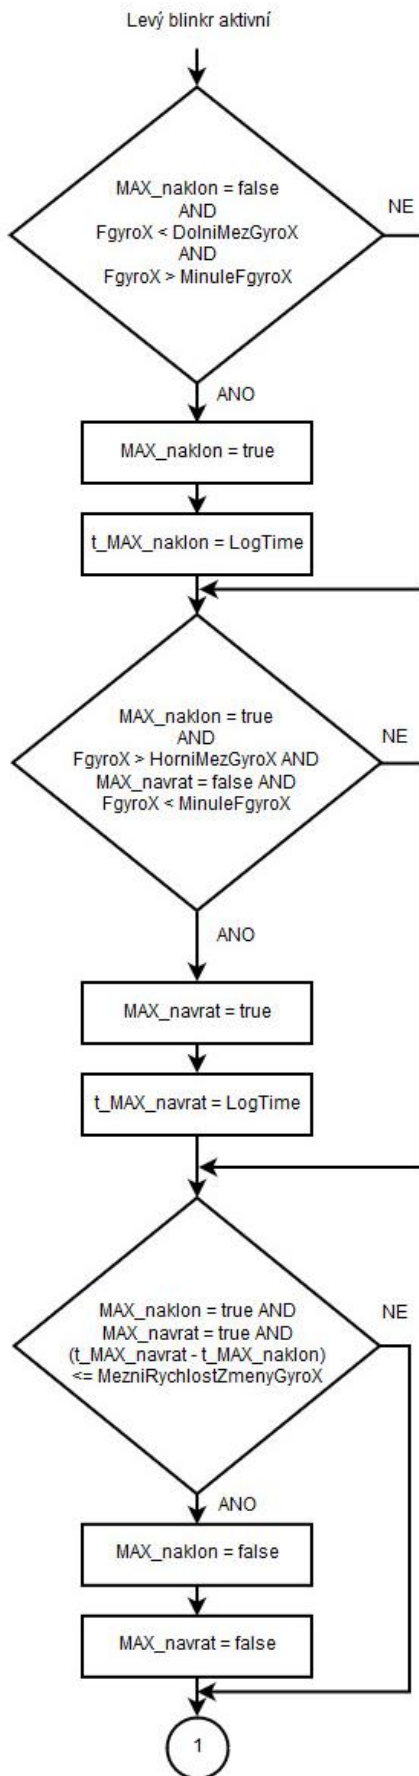 Levý blinkr aktivní
MAX_naklon = false
AND
FgyroX < DolniMezGyroX
AND
FgyroX > MinuleFgyroX
NE
ANO
MAX_naklon = true
t_MAX_naklon = LogTime
MAX_naklon = true
AND
FgyroX > HorniMezGyroX AND
MAX_navrat = false AND
FgyroX < MinuleFgyroX
NE
ANO
MAX_navrat = true
t_MAX_navrat = LogTime
MAX_naklon = true AND
MAX_navrat = true AND
(t_MAX_navrat - t_MAX_naklon)
<= MezniRychlostZmenyGyroX
NE
ANO
MAX_naklon = false
MAX_navrat = false
1